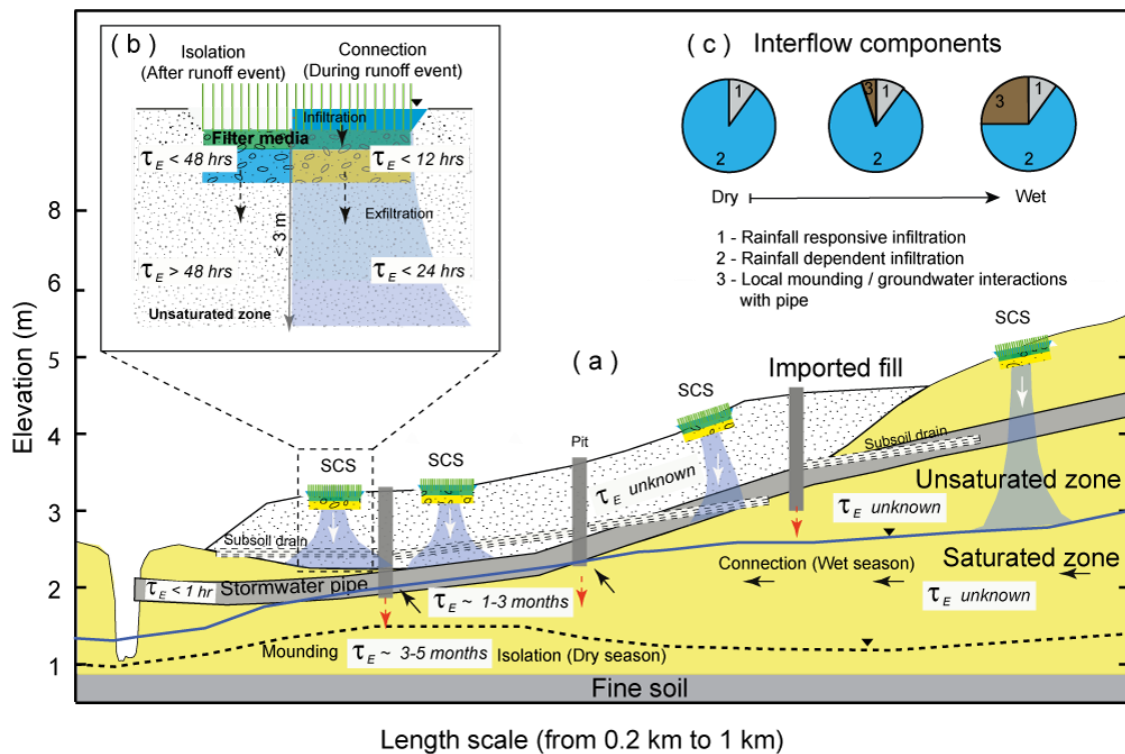 ( b )
Isolation
(After runoff event)
Connection
(During runoff event)
Infiltration
Filter media
τE < 48 hrs
τE < 12 hrs
Exfiltration
< 3 m
τE > 48 hrs
τE < 24 hrs
Unsaturated zone
( c ) Interflow components
1
2
3
1
2
3
1
2
Dry
Wet
1 - Rainfall responsive infiltration
2 - Rainfall dependent infiltration
3 - Local mounding / groundwater interactions
with pipe
Elevation (m)
8
6
5
4
3
2
1
( a )
SCS
Imported fill
SCS
Pit
Subsoil drain
SCS
SCS
τE unknown
Unsaturated zone
τE unknown
Subsoil drain
Saturated zone
Connection (Wet season)
τE < 1 hr
Stormwater pipe
τE ~ 1-3 months
τE unknown
Mounding
τE ~ 3-5 months
Isolation (Dry season)
Fine soil
Length scale (from 0.2 km to 1 km)